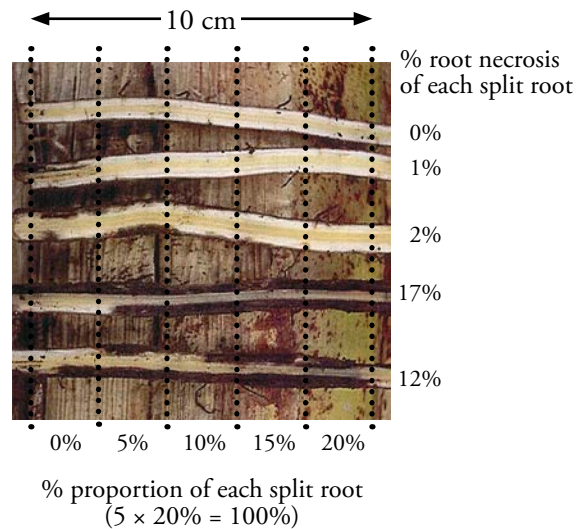 10 cm
% root necrosis
of each split root
0%
1%
2%
17%
12%
0% 5% 10% 15% 20%
% proportion of each split root
(5 × 20% = 100%)